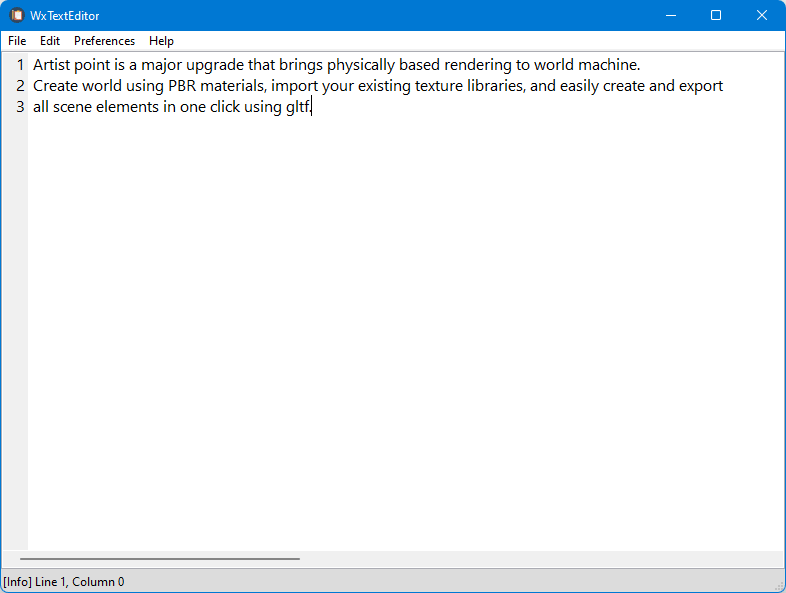 WxTextEditor
File Edit Preferences Help
1 Artist point is a major upgrade that brings physically based rendering to world machine.
2 Create world using PBR materials, import your existing texture libraries, and easily create and export
3 all scene elements in one click using gltf.
[Info] Line 1, Column 0